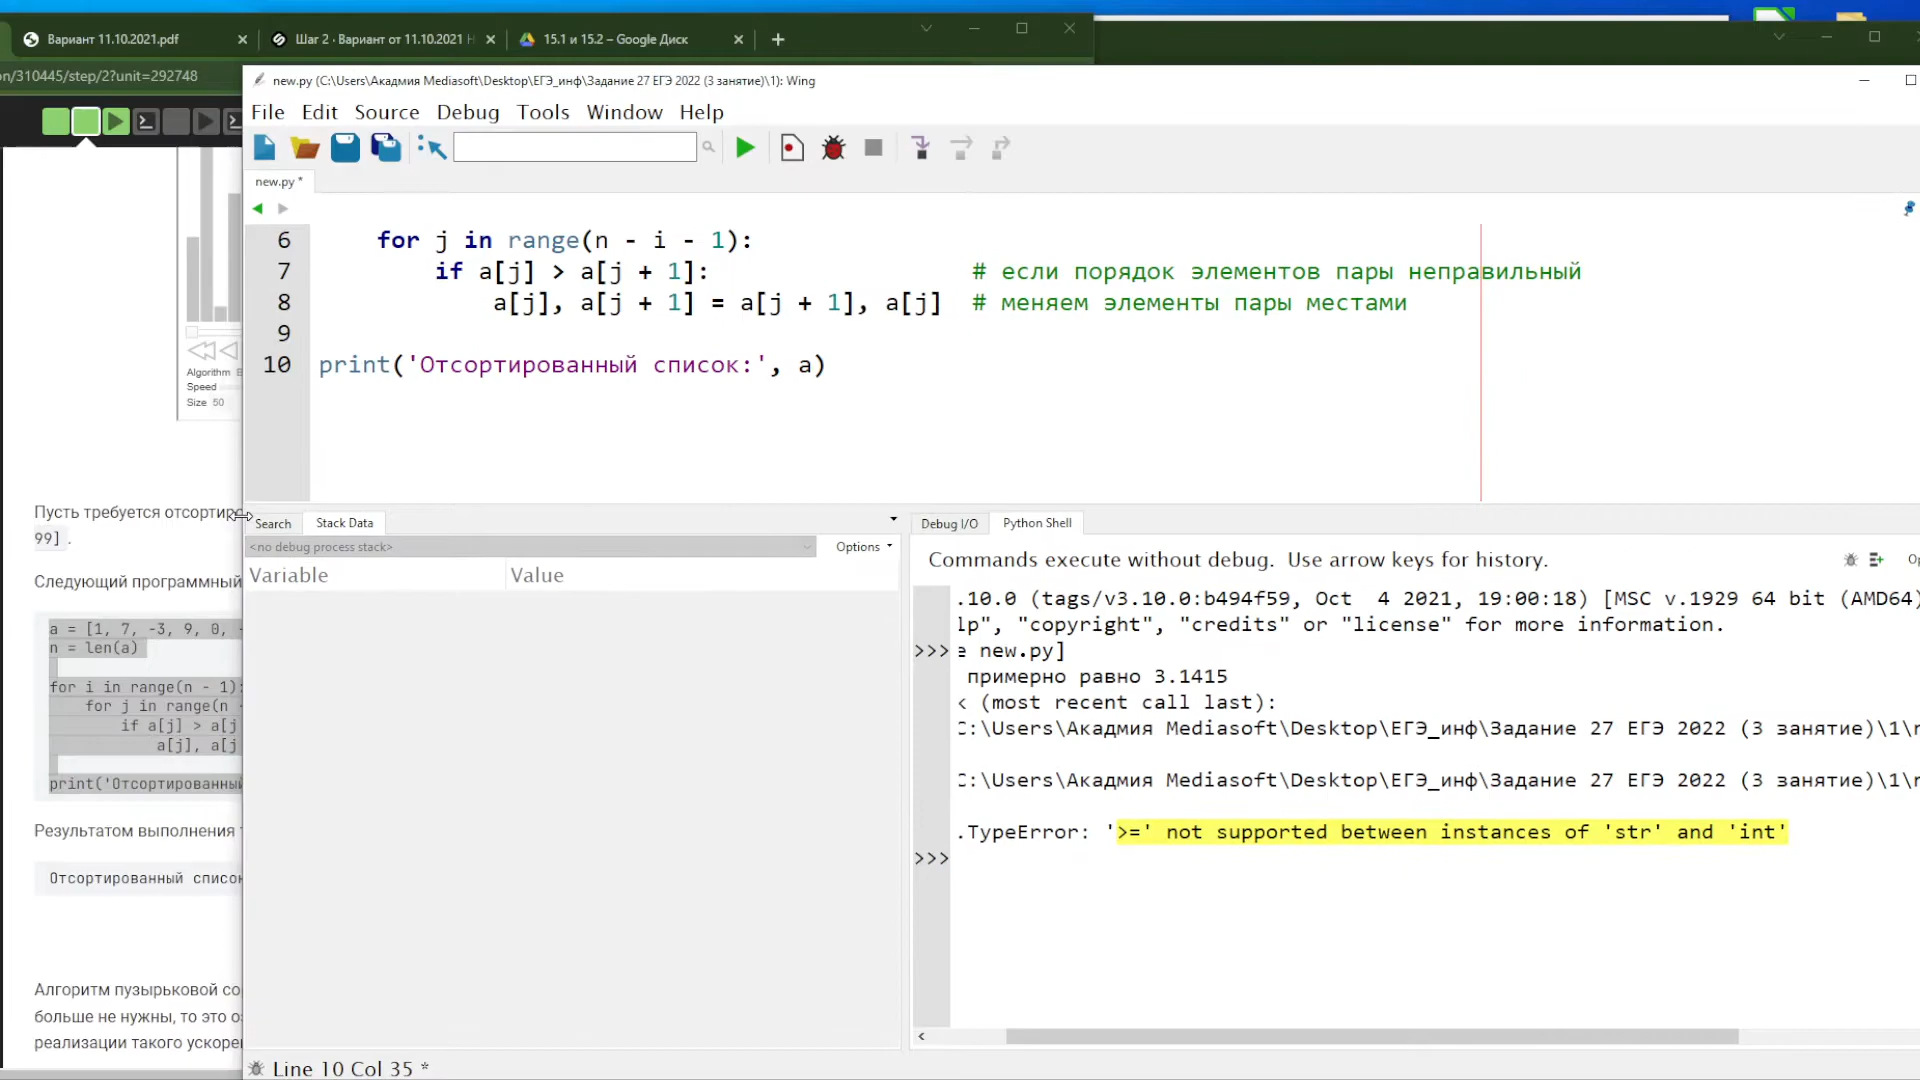 Вариант 11.10.2021.pdf
Шаг 2 · Вариант от 11.10.2021
15.1 и 15.2 – Google Диск
n/310445/step/2?unit=292748
new.py (C:\Users\Акадмия Mediasoft\Desktop\ЕГЭ_инф\Задание 27 ЕГЭ 2022 (3 занятие)\1): Wing
File Edit Source Debug Tools Window Help
new.py *
6 for j in range(n - i - 1):
7 if a[j] > a[j + 1]: # если порядок элементов пары неправильный
8 a[j], a[j + 1] = a[j + 1], a[j] # меняем элементы пары местами
9
10 print('Отсортированный список:', a)
Algorithm
Speed
Size 50
Пусть требуется отсортир
99] .
Следующий программный
a = [1, 7, -3, 9, 0,
n = len(a)
for i in range(n - 1):
for j in range(n
if a[j] > a[j
a[j], a[j
print('Отсортированный
Результатом выполнения
Отсортированный список
Алгоритм пузырьковой со
больше не нужны, то это о
реализации такого ускоре
Search Stack Data
<no debug process stack>
Options
Variable Value
Debug I/O Python Shell
Commands execute without debug. Use arrow keys for history.
.10.0 (tags/v3.10.0:b494f59, Oct 4 2021, 19:00:18) [MSC v.1929 64 bit (AMD64)
lp", "copyright", "credits" or "license" for more information.
>>> e new.py]
примерно равно 3.1415
< (most recent call last):
C:\Users\Акадмия Mediasoft\Desktop\ЕГЭ_инф\Задание 27 ЕГЭ 2022 (3 занятие)\1\n
C:\Users\Акадмия Mediasoft\Desktop\ЕГЭ_инф\Задание 27 ЕГЭ 2022 (3 занятие)\1\n
.TypeError: '>=' not supported between instances of 'str' and 'int'
>>>
Line 10 Col 35 *